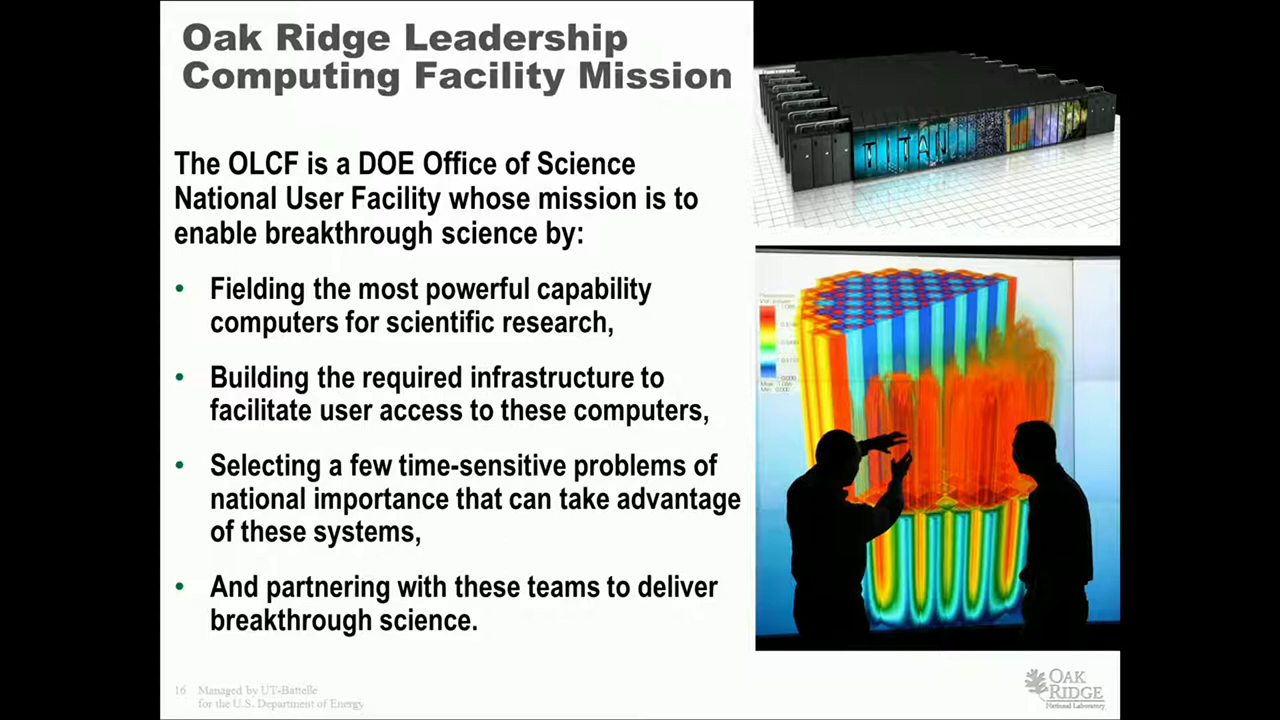 Oak Ridge Leadership
Computing Facility Mission
The OLCF is a DOE Office of Science
National User Facility whose mission is to
enable breakthrough science by:
• Fielding the most powerful capability
computers for scientific research,
• Building the required infrastructure to
facilitate user access to these computers,
• Selecting a few time-sensitive problems of
national importance that can take advantage
of these systems,
• And partnering with these teams to deliver
breakthrough science.
TITAN
16 Managed by UT-Battelle
for the U.S. Department of Energy
OAK
RIDGE
National Laboratory